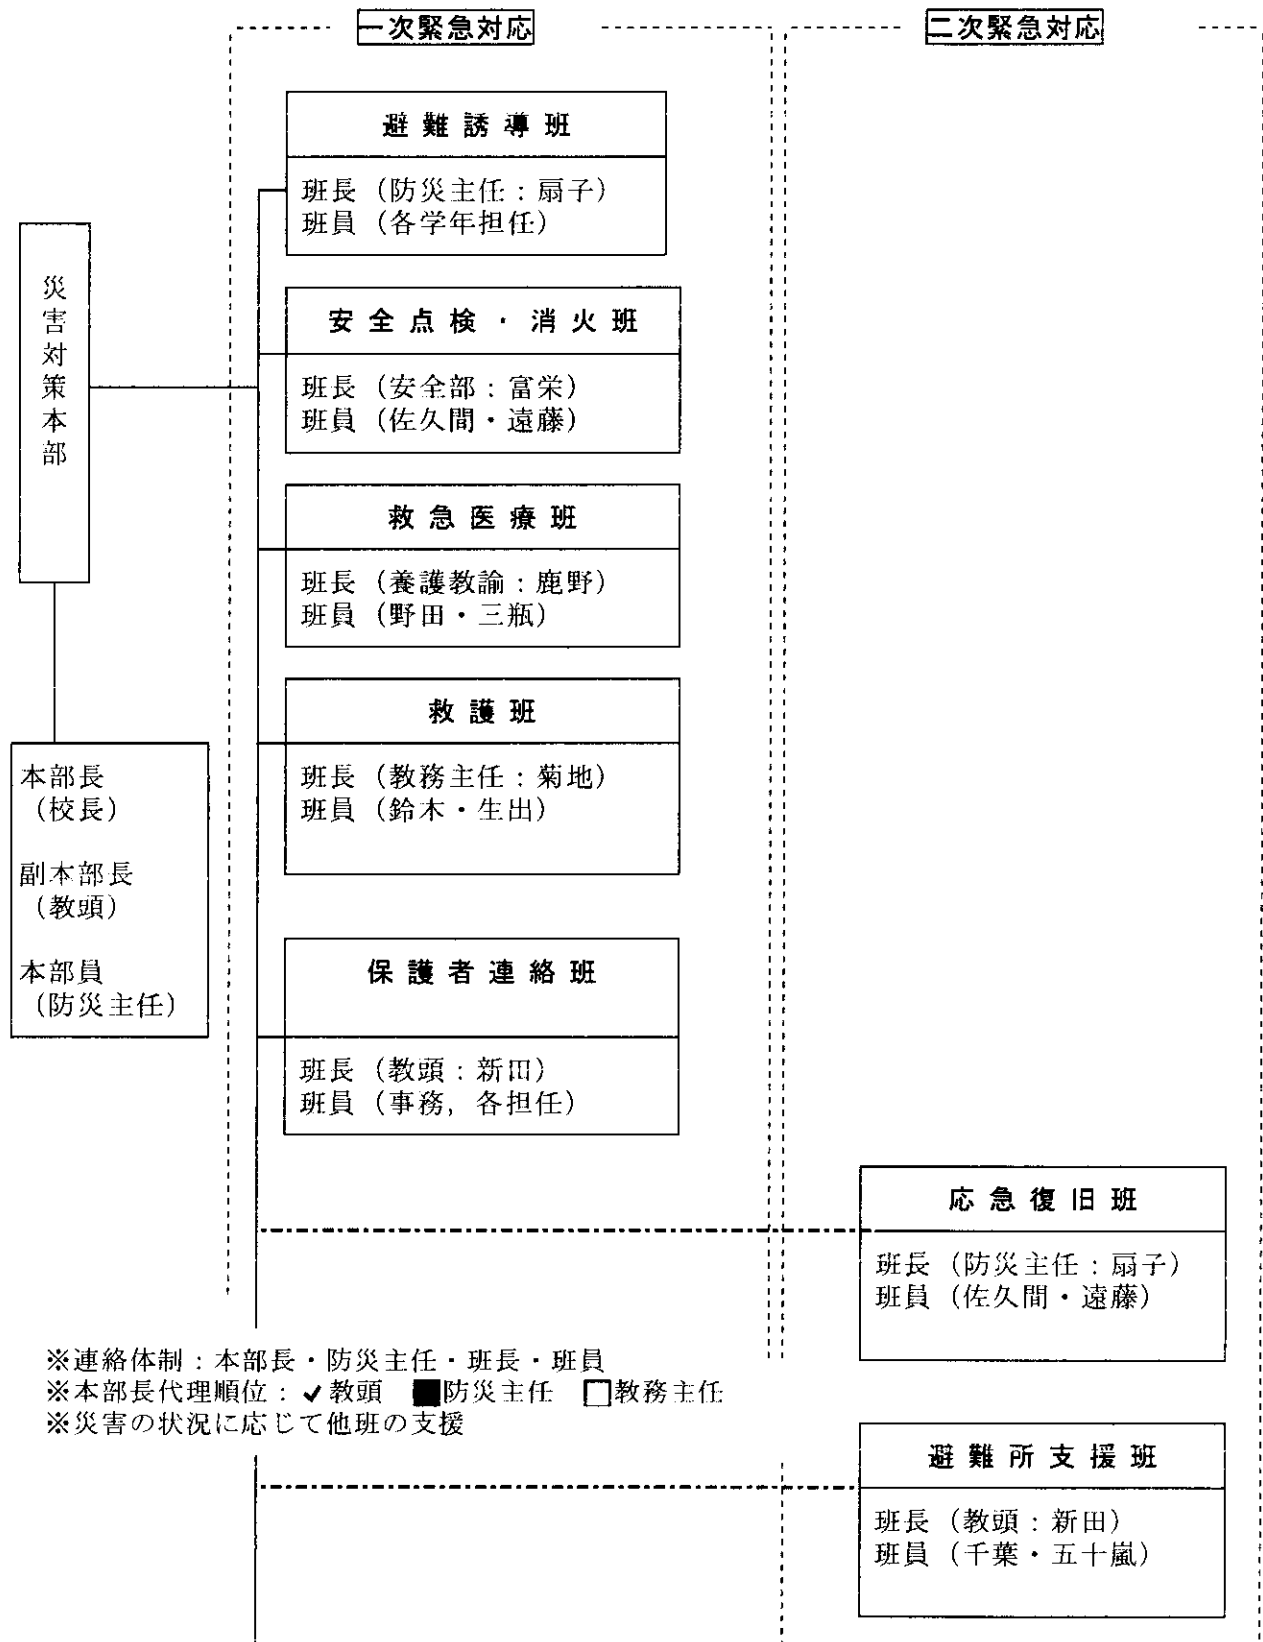 一次緊急対応
二次緊急対応
避難誘導班
班長（防災主任：扇子）
班員（各学年担任）
災害対策本部
安全点検・消火班
班長（安全部：富栄）
班員（佐久間・遠藤）
救急医療班
班長（養護教諭：鹿野）
班員（野田・三瓶）
救護班
班長（教務主任：菊地）
班員（鈴木・生出）
本部長
（校長）
副本部長
（教頭）
本部員
（防災主任）
保護者連絡班
班長（教頭：新田）
班員（事務，各担任）
応急復旧班
班長（防災主任：扇子）
班員（佐久間・遠藤）
※連絡体制：本部長・防災主任・班長・班員
※本部長代理順位：✔教頭　■防災主任　□教務主任
※災害の状況に応じて他班の支援
避難所支援班
班長（教頭：新田）
班員（千葉・五十嵐）